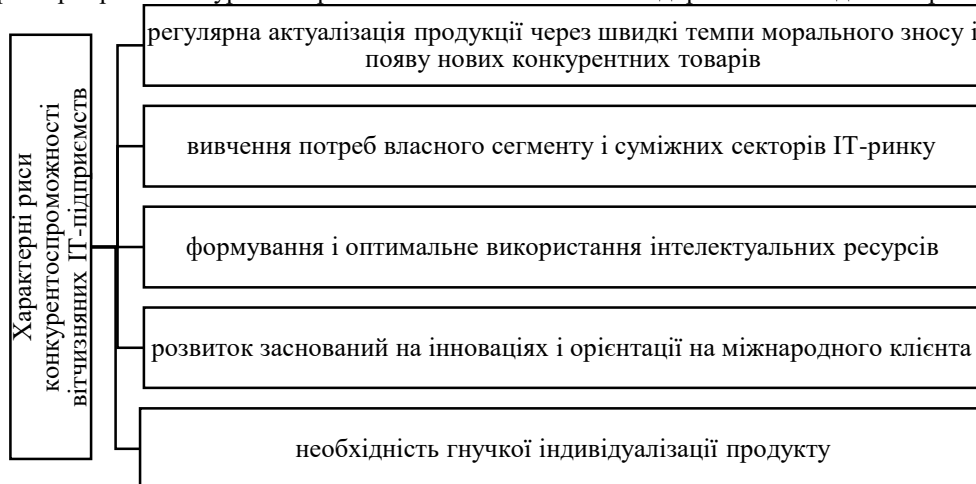 Характерні риси
конкурентоспроможності
вітчизняних ІТ-підприємств
регулярна актуалізація продукції через швидкі темпи морального зносу і
появу нових конкурентних товарів
вивчення потреб власного сегменту і суміжних секторів ІТ-ринку
формування і оптимальне використання інтелектуальних ресурсів
розвиток заснований на інноваціях і орієнтації на міжнародного клієнта
необхідність гнучкої індивідуалізації продукту